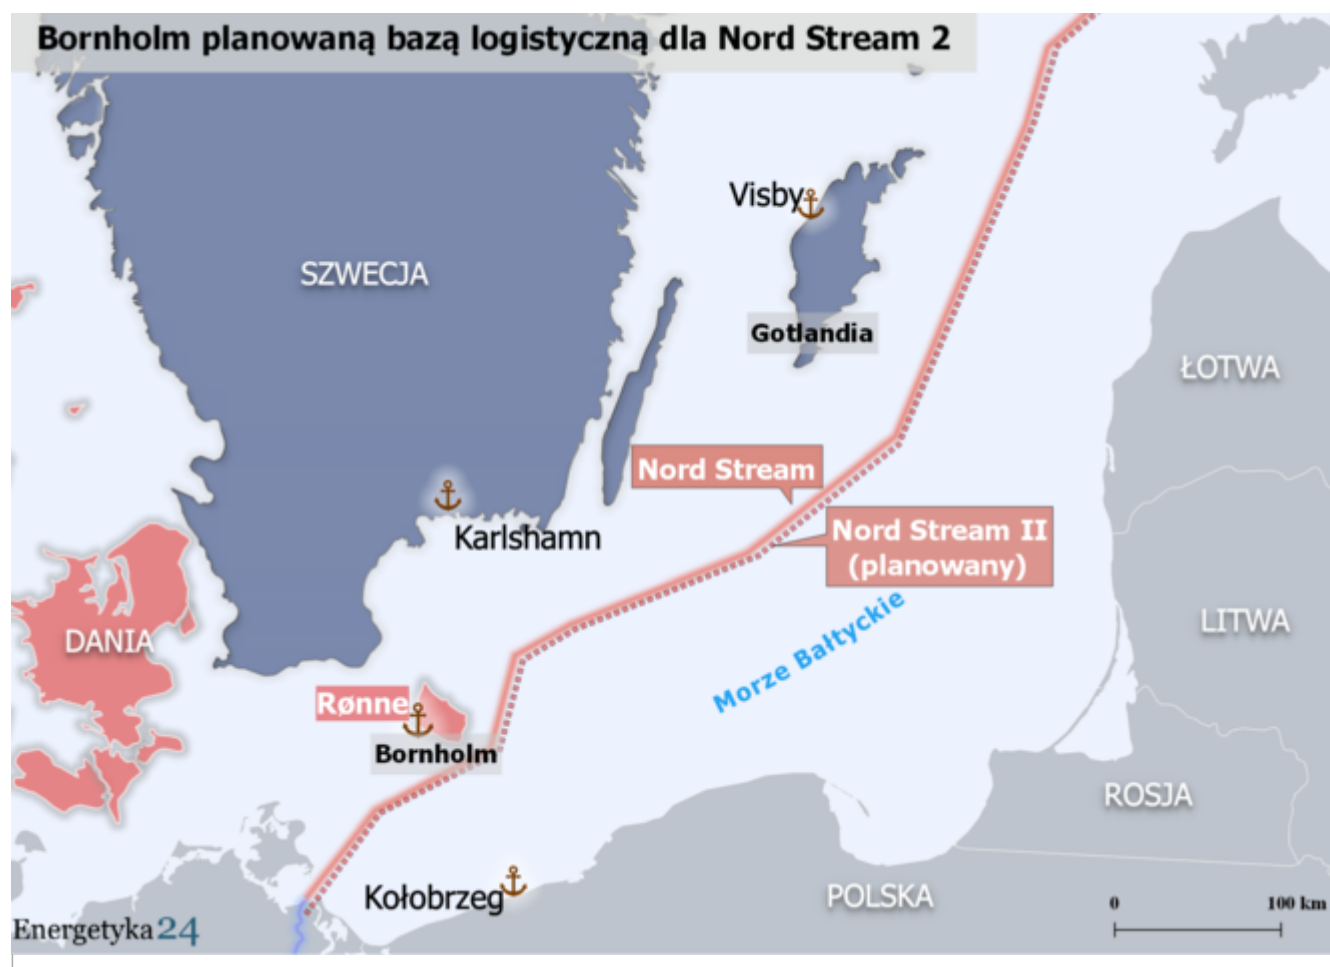 Bornholm planowaną bazą logistyczną dla Nord Stream 2
Visby
SZWECJA
Gotlandia
ŁOTWA
Nord Stream
Karlshamn
Nord Stream II
(planowany)
LITWA
DANIA
Morze Bałtyckie
Rønne
Bornholm
ROSJA
Kołobrzeg
POLSKA
0 100 km
Energetyka24